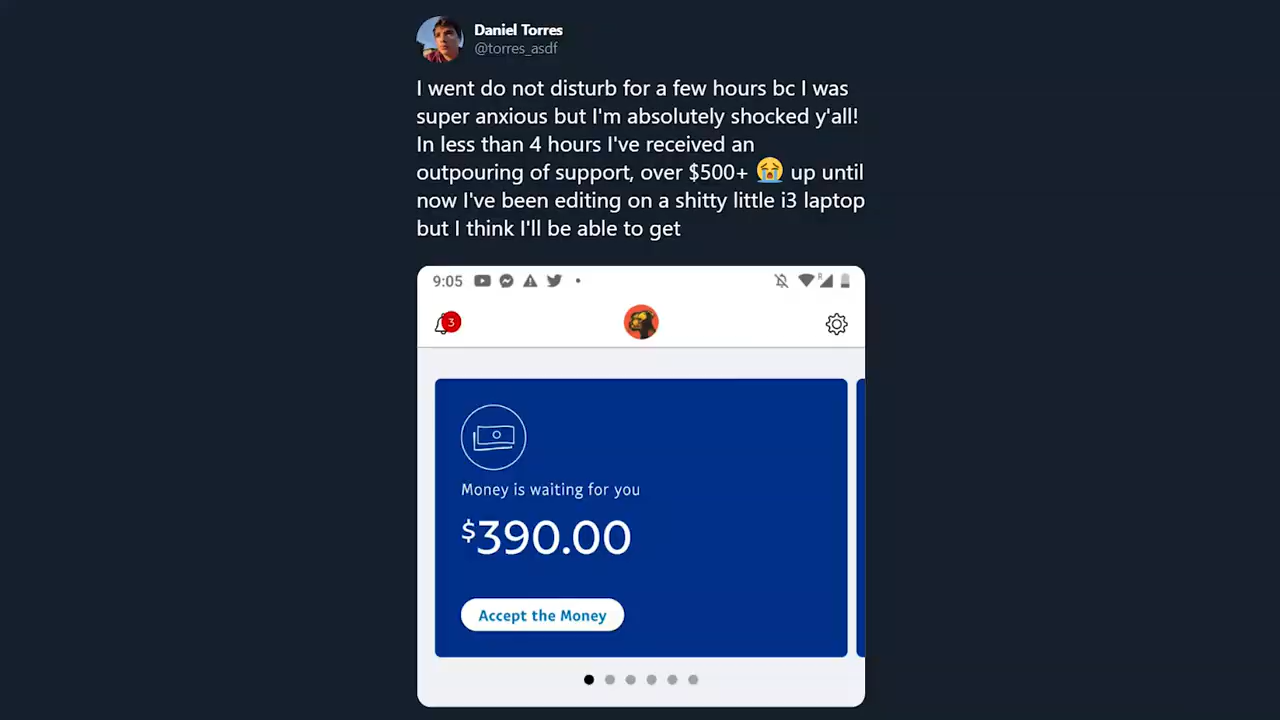 Daniel Torres
@torres_asdf
I went do not disturb for a few hours bc I was
super anxious but I'm absolutely shocked y'all!
In less than 4 hours I've received an
outpouring of support, over $500+ 😭 up until
now I've been editing on a shitty little i3 laptop
but I think I'll be able to get
9:05
R
3
Money is waiting for you
$390.00
Accept the Money